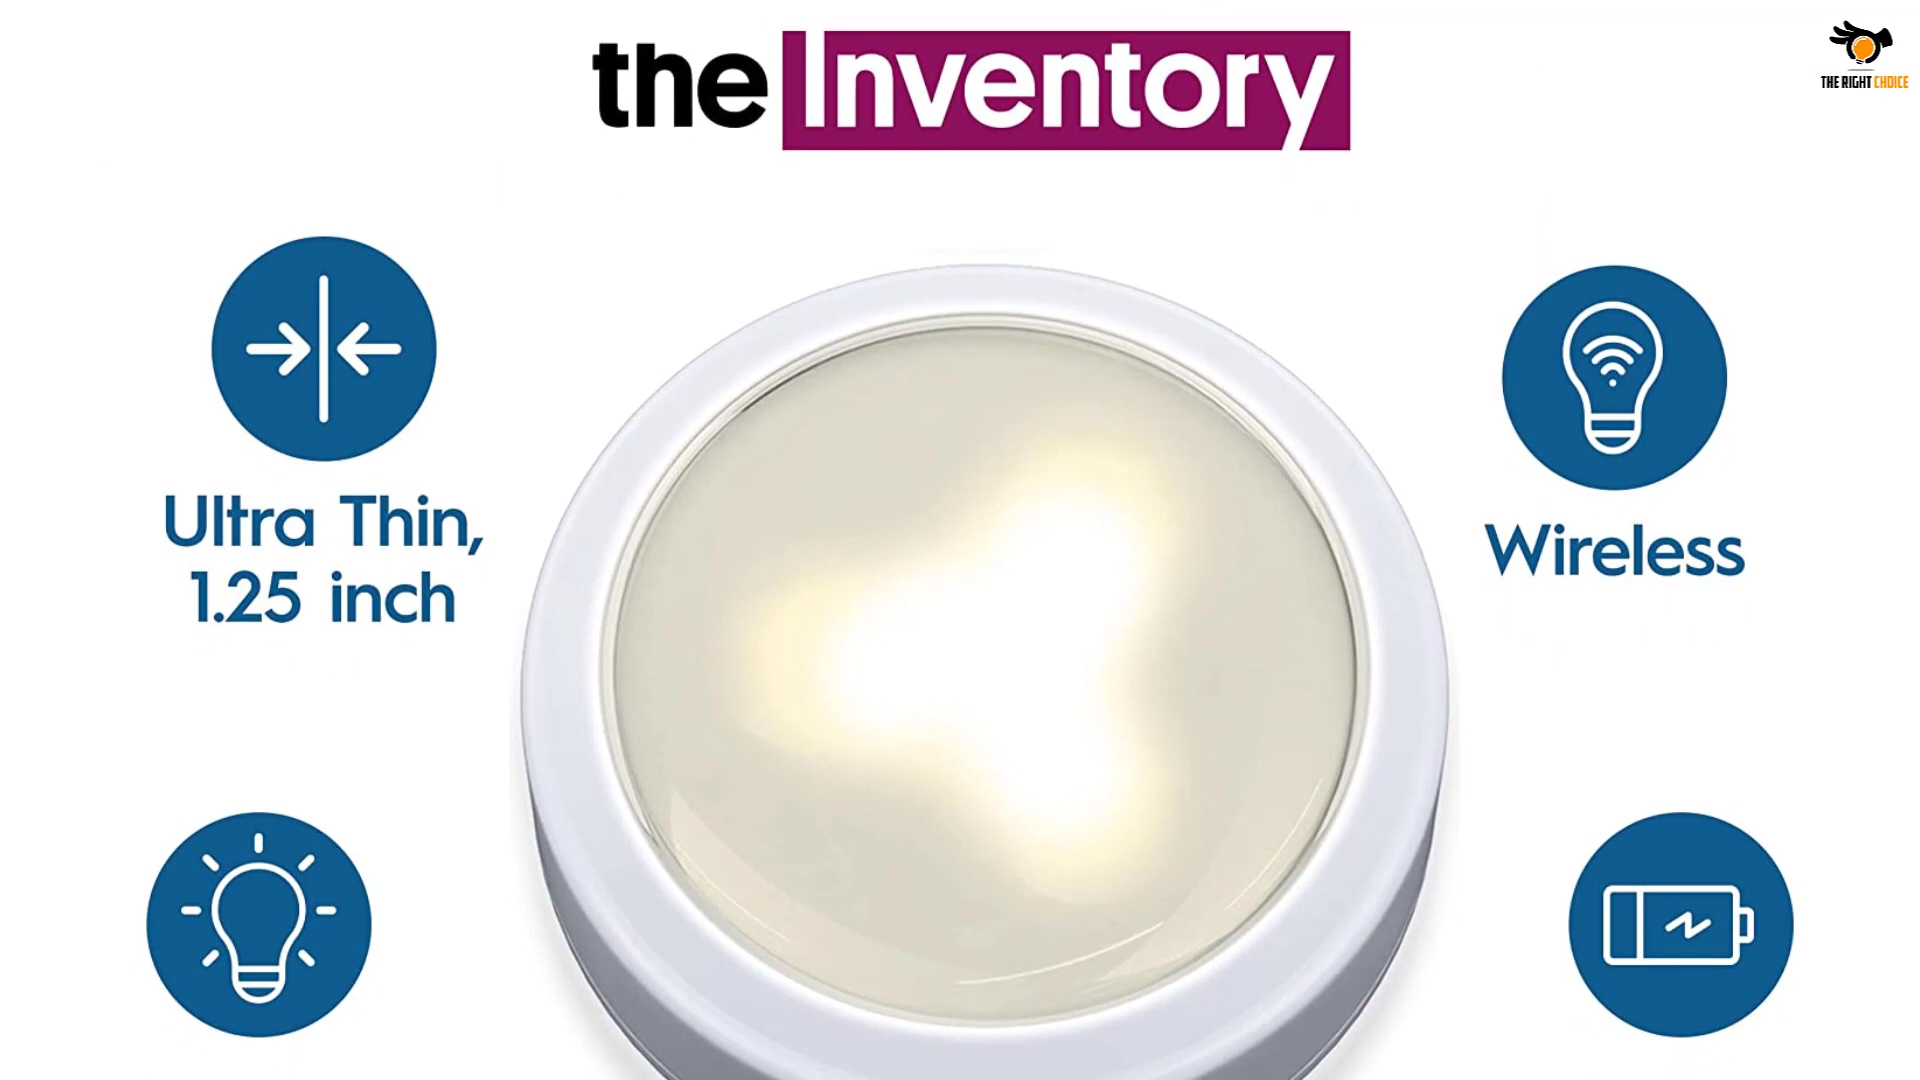 the Inventory
THE RIGHT CHOICE
Ultra Thin,
1.25 inch
Wireless